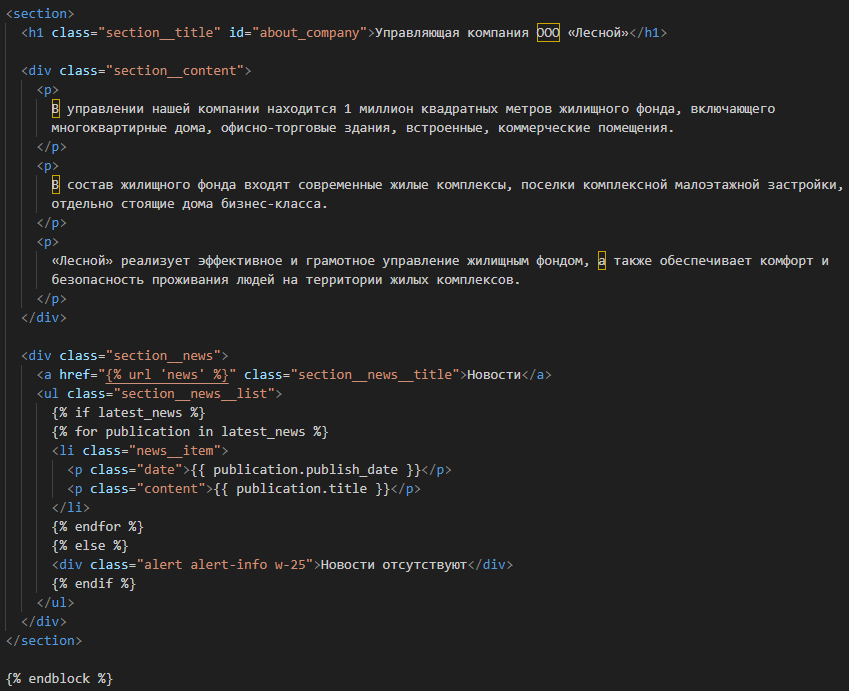 <section>
<h1 class="section__title" id="about_company">Управляющая компания ООО «Лесной»</h1>
<div class="section__content">
<p>
В управлении нашей компании находится 1 миллион квадратных метров жилищного фонда, включающего
многоквартирные дома, офисно-торговые здания, встроенные, коммерческие помещения.
</p>
<p>
В состав жилищного фонда входят современные жилые комплексы, поселки комплексной малоэтажной застройки,
отдельно стоящие дома бизнес-класса.
</p>
<p>
«Лесной» реализует эффективное и грамотное управление жилищным фондом, а также обеспечивает комфорт и
безопасность проживания людей на территории жилых комплексов.
</p>
</div>
<div class="section__news">
<a href="{% url 'news' %}" class="section__news__title">Новости</a>
<ul class="section__news__list">
{% if latest_news %}
{% for publication in latest_news %}
<li class="news__item">
<p class="date">{{ publication.publish_date }}</p>
<p class="content">{{ publication.title }}</p>
</li>
{% endfor %}
{% else %}
<div class="alert alert-info w-25">Новости отсутствуют</div>
{% endif %}
</ul>
</div>
</section>
{% endblock %}